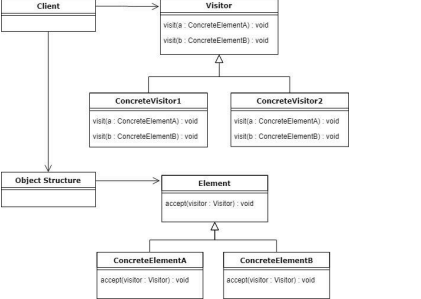 Client
Visitor
visit(a : ConcreteElementA) : void
visit(b : ConcreteElementB) : void
ConcreteVisitor1
visit(a : ConcreteElementA) : void
visit(b : ConcreteElementB) : void
ConcreteVisitor2
visit(a : ConcreteElementA) : void
visit(b : ConcreteElementB) : void
Object Structure
Element
accept(visitor : Visitor) : void
ConcreteElementA
accept(visitor : Visitor) : void
ConcreteElementB
accept(visitor : Visitor) : void